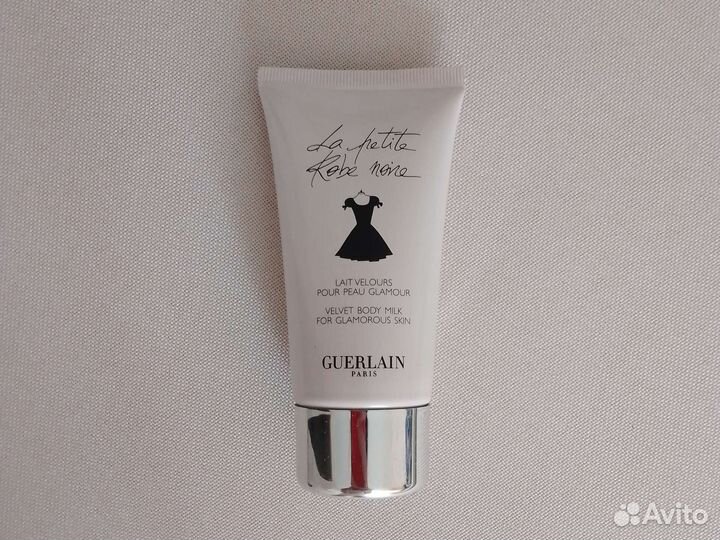 La petite
Robe noire
LAIT VELOURS
POUR PEAU GLAMOUR
VELVET BODY MILK
FOR GLAMOROUS SKIN
GUERLAIN
PARIS
Avito